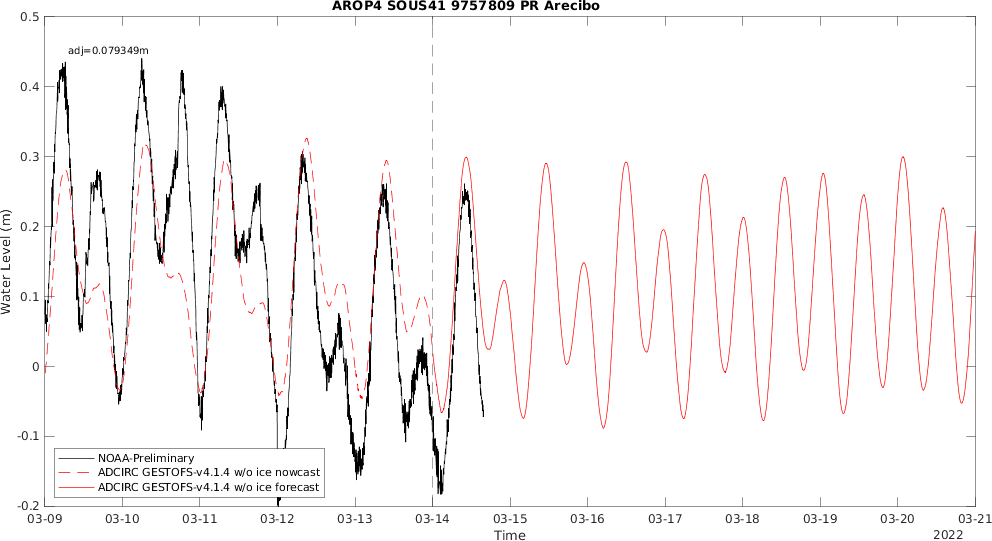 AROP4 SOUS41 9757809 PR Arecibo
adj=0.079349m
Water Level (m)
0.5
0.4
0.3
0.2
0.1
0
-0.1
-0.2
NOAA-Preliminary
ADCIRC GESTOFS-v4.1.4 w/o ice nowcast
ADCIRC GESTOFS-v4.1.4 w/o ice forecast
03-09 03-10 03-11 03-12 03-13 03-14 03-15 03-16 03-17 03-18 03-19 03-20 03-21
Time
2022